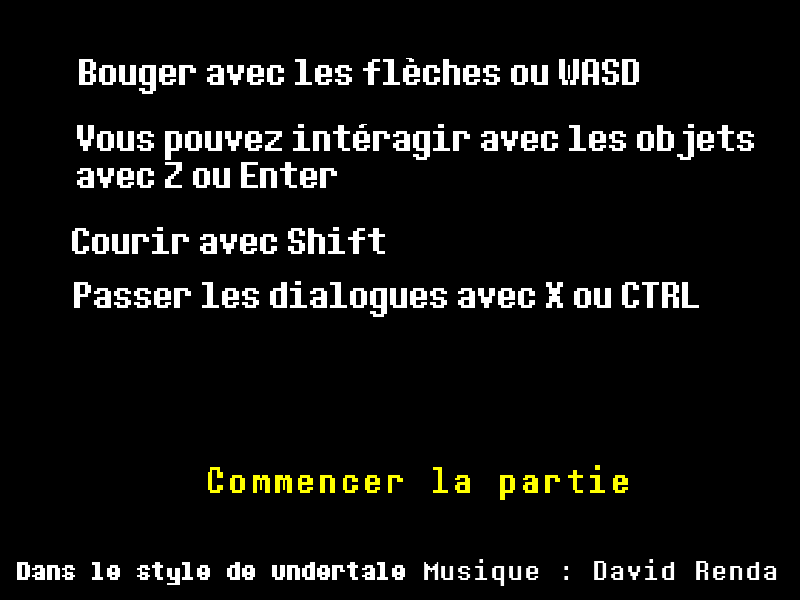 Bouger avec les flèches ou WASD
Vous pouvez intéragir avec les objets
avec Z ou Enter
Courir avec Shift
Passer les dialogues avec X ou CTRL
Commencer la partie
Dans le style de undertale Musique : David Renda